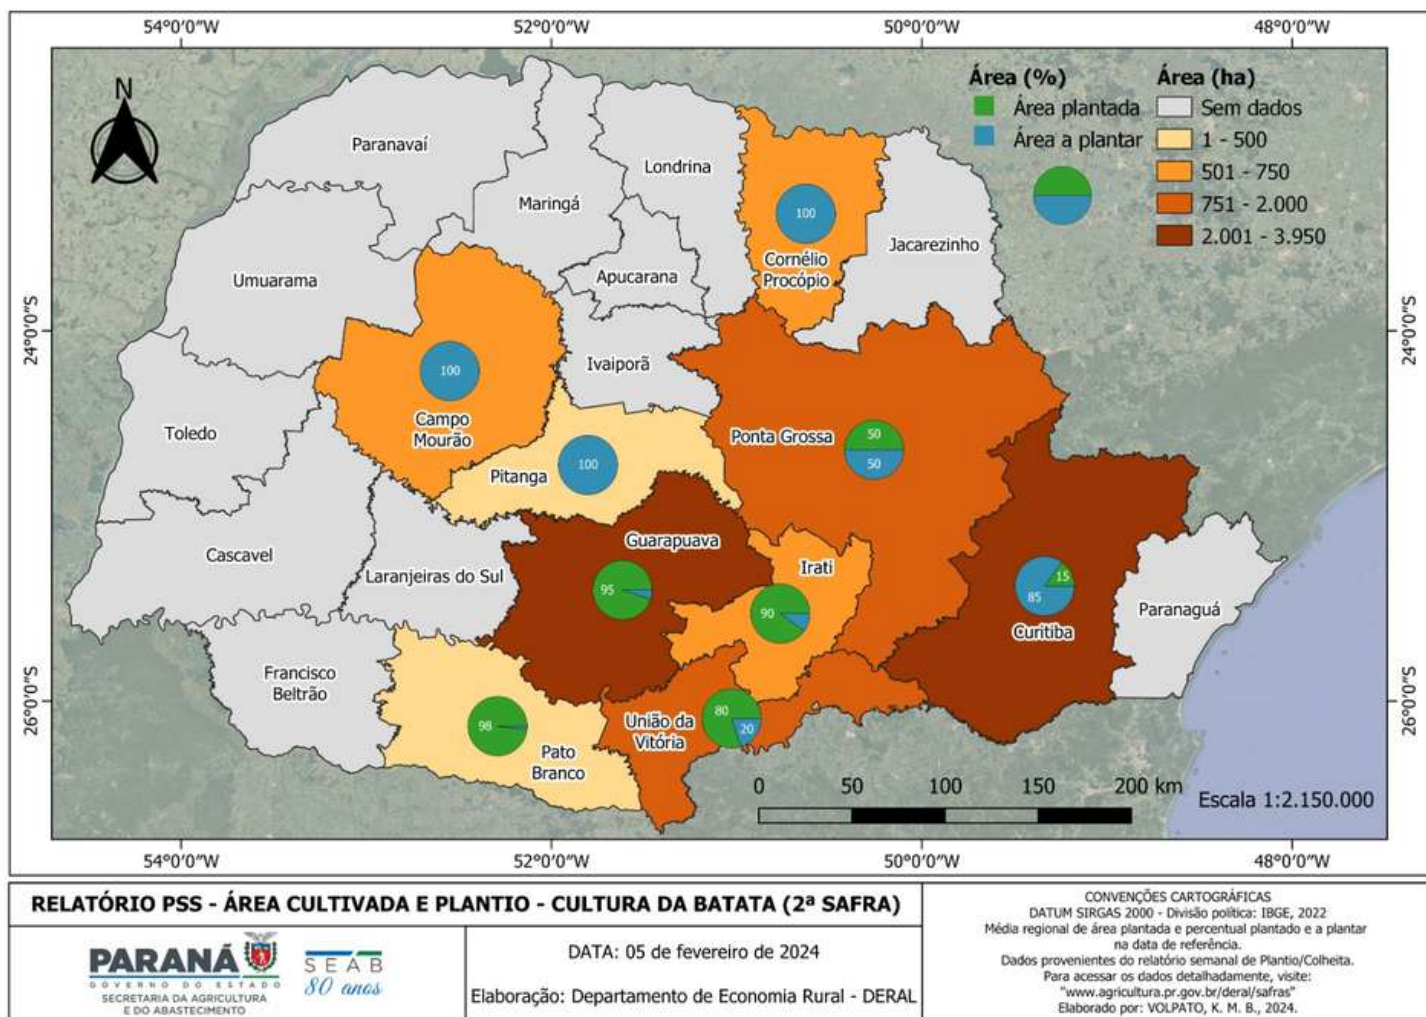 54°0'0"W 52°0'0"W 50°0'0"W 48°0'0"W
N
Área (%)
Área plantada
Área a plantar
Área (ha)
Sem dados
1 - 500
501 - 750
751 - 2.000
2.001 - 3.950
24°0'0"S
24°0'0"S
26°0'0"S
26°0'0"S
Paranavaí
Londrina
Maringá
100
Cornélio
Procópio
Jacarezinho
Umuarama
Apucarana
Ivaiporã
100
Campo
Mourão
Toledo
Ponta Grossa
50
50
Pitanga
100
Cascavel
Laranjeiras do Sul
Guarapuava
95
Irati
90
15
85
Curitiba
Paranaguá
Francisco
Beltrão
98
Pato
Branco
União da
Vitória
80
20
0 50 100 150 200 km
Escala 1:2.150.000
54°0'0"W 52°0'0"W 50°0'0"W 48°0'0"W
RELATÓRIO PSS - ÁREA CULTIVADA E PLANTIO - CULTURA DA BATATA (2ª SAFRA)
PARANÁ
GOVERNO DO ESTADO
SECRETARIA DA AGRICULTURA
E DO ABASTECIMENTO
SEAB
80 anos
DATA: 05 de fevereiro de 2024
Elaboração: Departamento de Economia Rural - DERAL
CONVENÇÕES CARTOGRÁFICAS
DATUM SIRGAS 2000 - Divisão política: IBGE, 2022
Média regional de área plantada e percentual plantado e a plantar
na data de referência.
Dados provenientes do relatório semanal de Plantio/Colheita.
Para acessar os dados detalhadamente, visite:
"www.agricultura.pr.gov.br/deral/safras"
Elaborado por: VOLPATO, K. M. B., 2024.